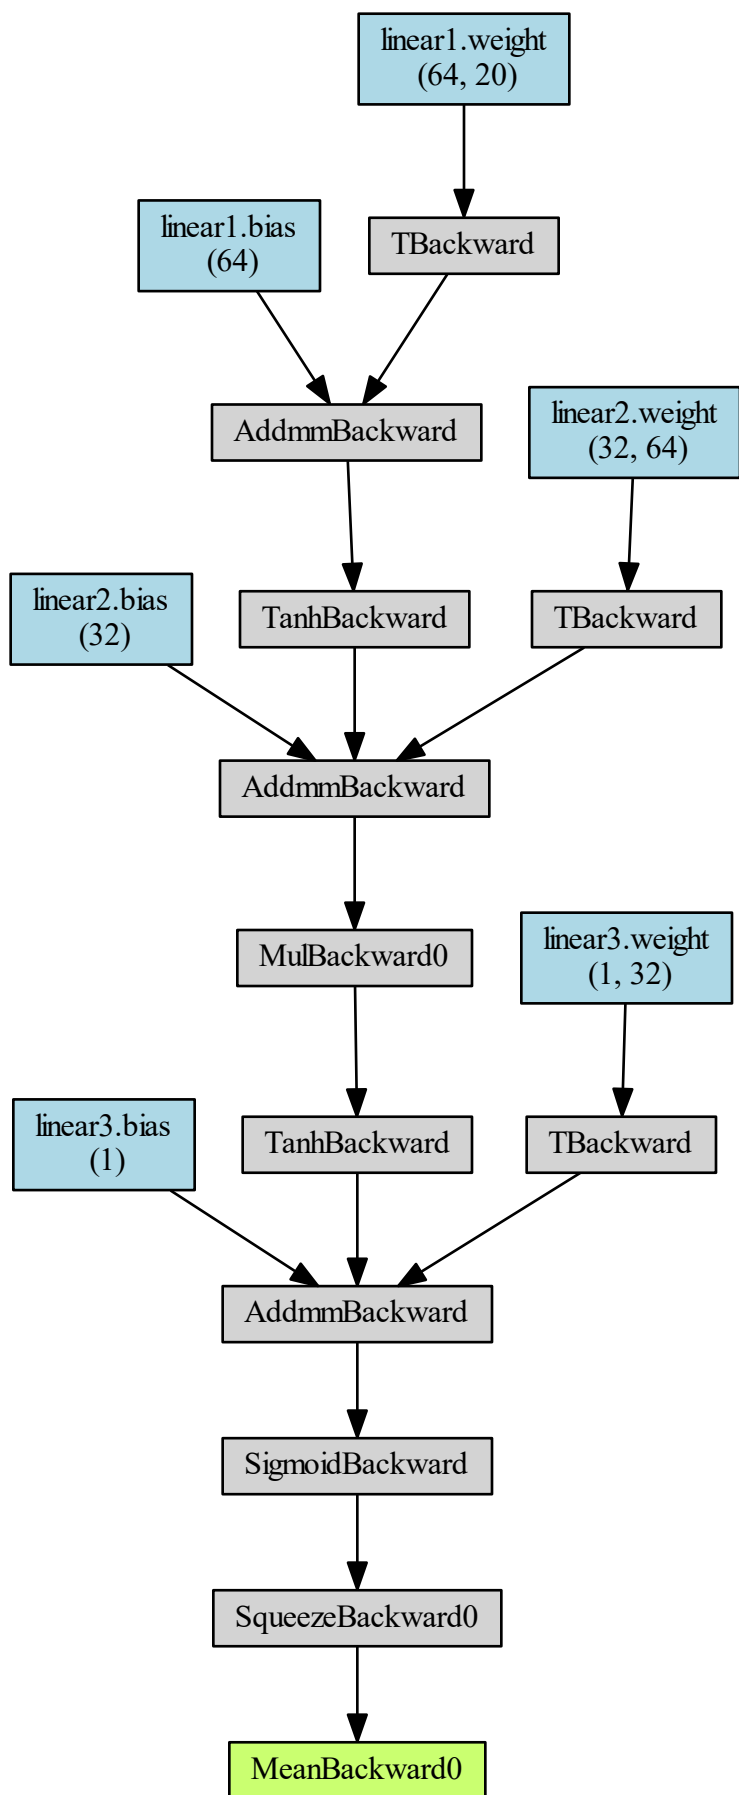 linear1.weight
(64, 20)
linear1.bias
(64)
TBackward
AddmmBackward
linear2.weight
(32, 64)
linear2.bias
(32)
TanhBackward
TBackward
AddmmBackward
MulBackward0
linear3.weight
(1, 32)
linear3.bias
(1)
TanhBackward
TBackward
AddmmBackward
SigmoidBackward
SqueezeBackward0
MeanBackward0